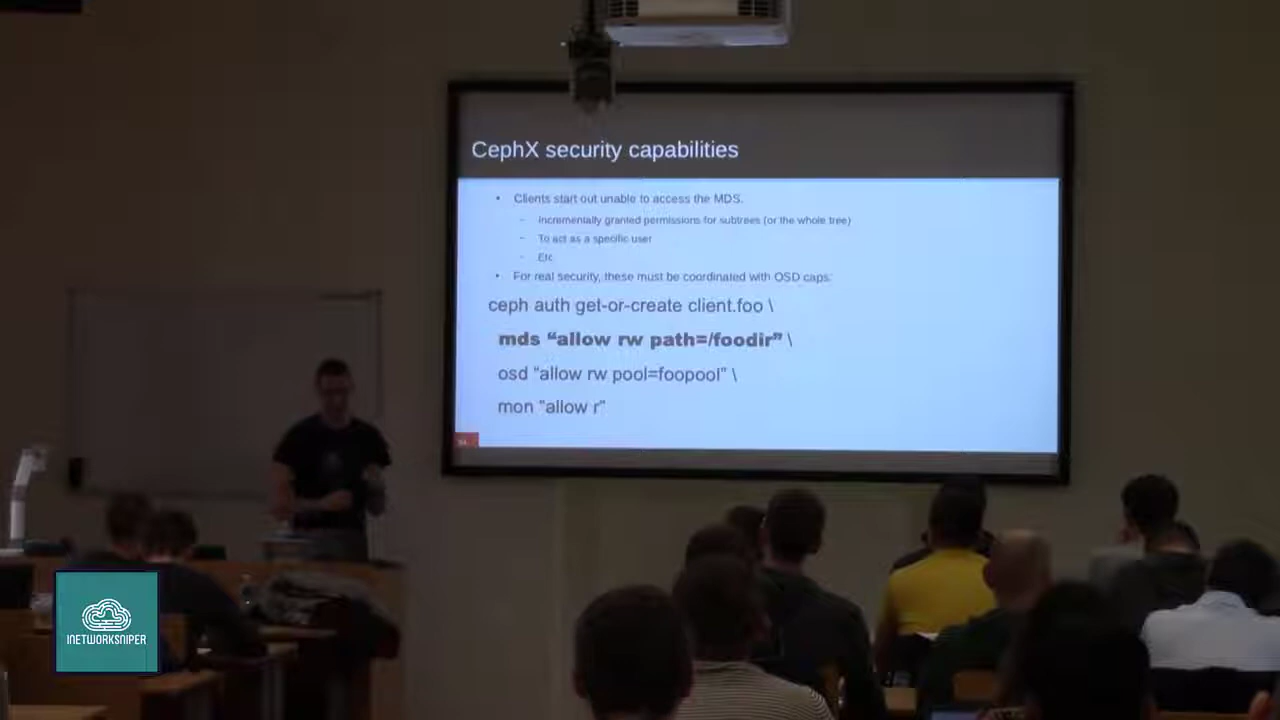 CephX security capabilities
• Clients start out unable to access the MDS.
– Incrementally granted permissions for subtrees (or the whole tree)
– To act as a specific user
– Etc
• For real security, these must be coordinated with OSD caps:
ceph auth get-or-create client.foo \
mds “allow rw path=/foodir” \
osd “allow rw pool=foopool” \
mon “allow r”
INETWORKSNIPER